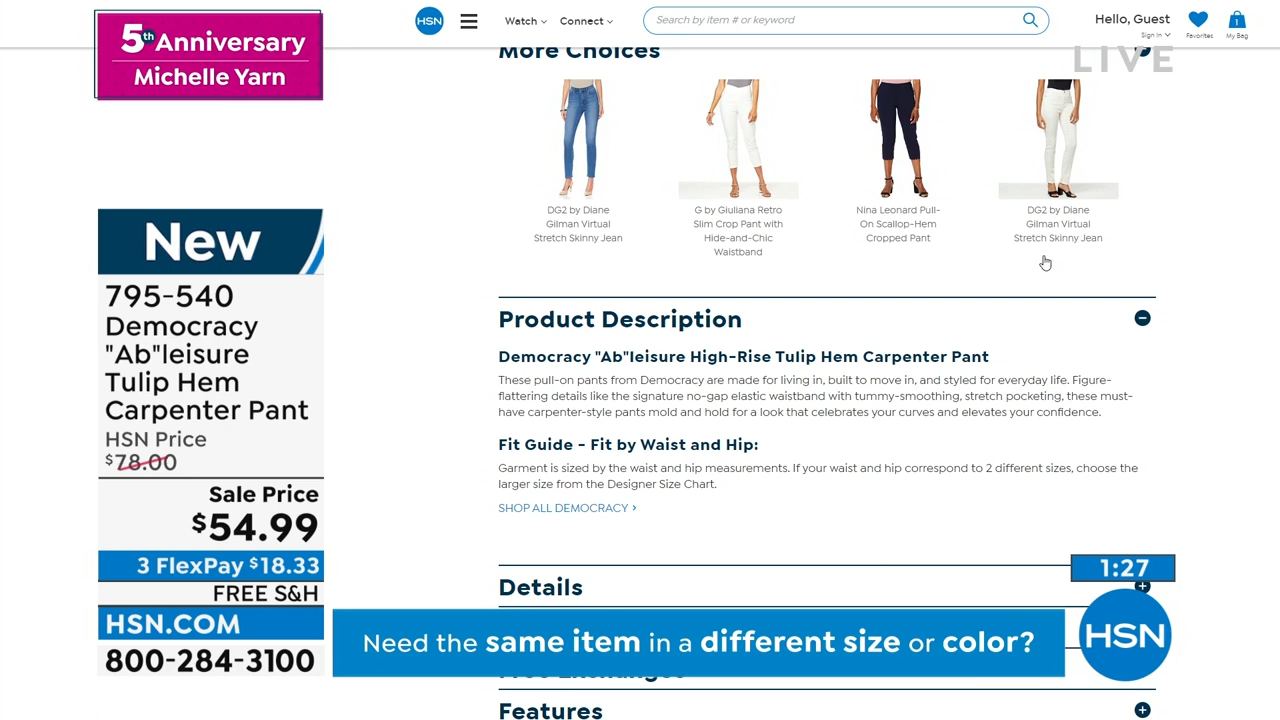 5th Anniversary
Michelle Yarn
HSN
Watch
Connect
Search by item # or keyword
Hello, Guest
Sign in
Favorites
1
My Bag
LIVE
More Choices
DG2 by Diane
Gilman Virtual
Stretch Skinny Jean
G by Giuliana Retro
Slim Crop Pant with
Hide-and-Chic
Waistband
Nina Leonard Pull-
On Scallop-Hem
Cropped Pant
DG2 by Diane
Gilman Virtual
Stretch Skinny Jean
New
795-540
Democracy
"Ab"leisure
Tulip Hem
Carpenter Pant
HSN Price
$78.00
Sale Price
$54.99
3 FlexPay $18.33
FREE S&H
HSN.COM
800-284-3100
Product Description
Democracy "Ab"leisure High-Rise Tulip Hem Carpenter Pant
These pull-on pants from Democracy are made for living in, built to move in, and styled for everyday life. Figure-
flattering details like the signature no-gap elastic waistband with tummy-smoothing, stretch pocketing, these must-
have carpenter-style pants mold and hold for a look that celebrates your curves and elevates your confidence.
Fit Guide - Fit by Waist and Hip:
Garment is sized by the waist and hip measurements. If your waist and hip correspond to 2 different sizes, choose the
larger size from the Designer Size Chart.
SHOP ALL DEMOCRACY >
Details
1:27
Need the same item in a different size or color?
HSN
Free Exchanges
Features